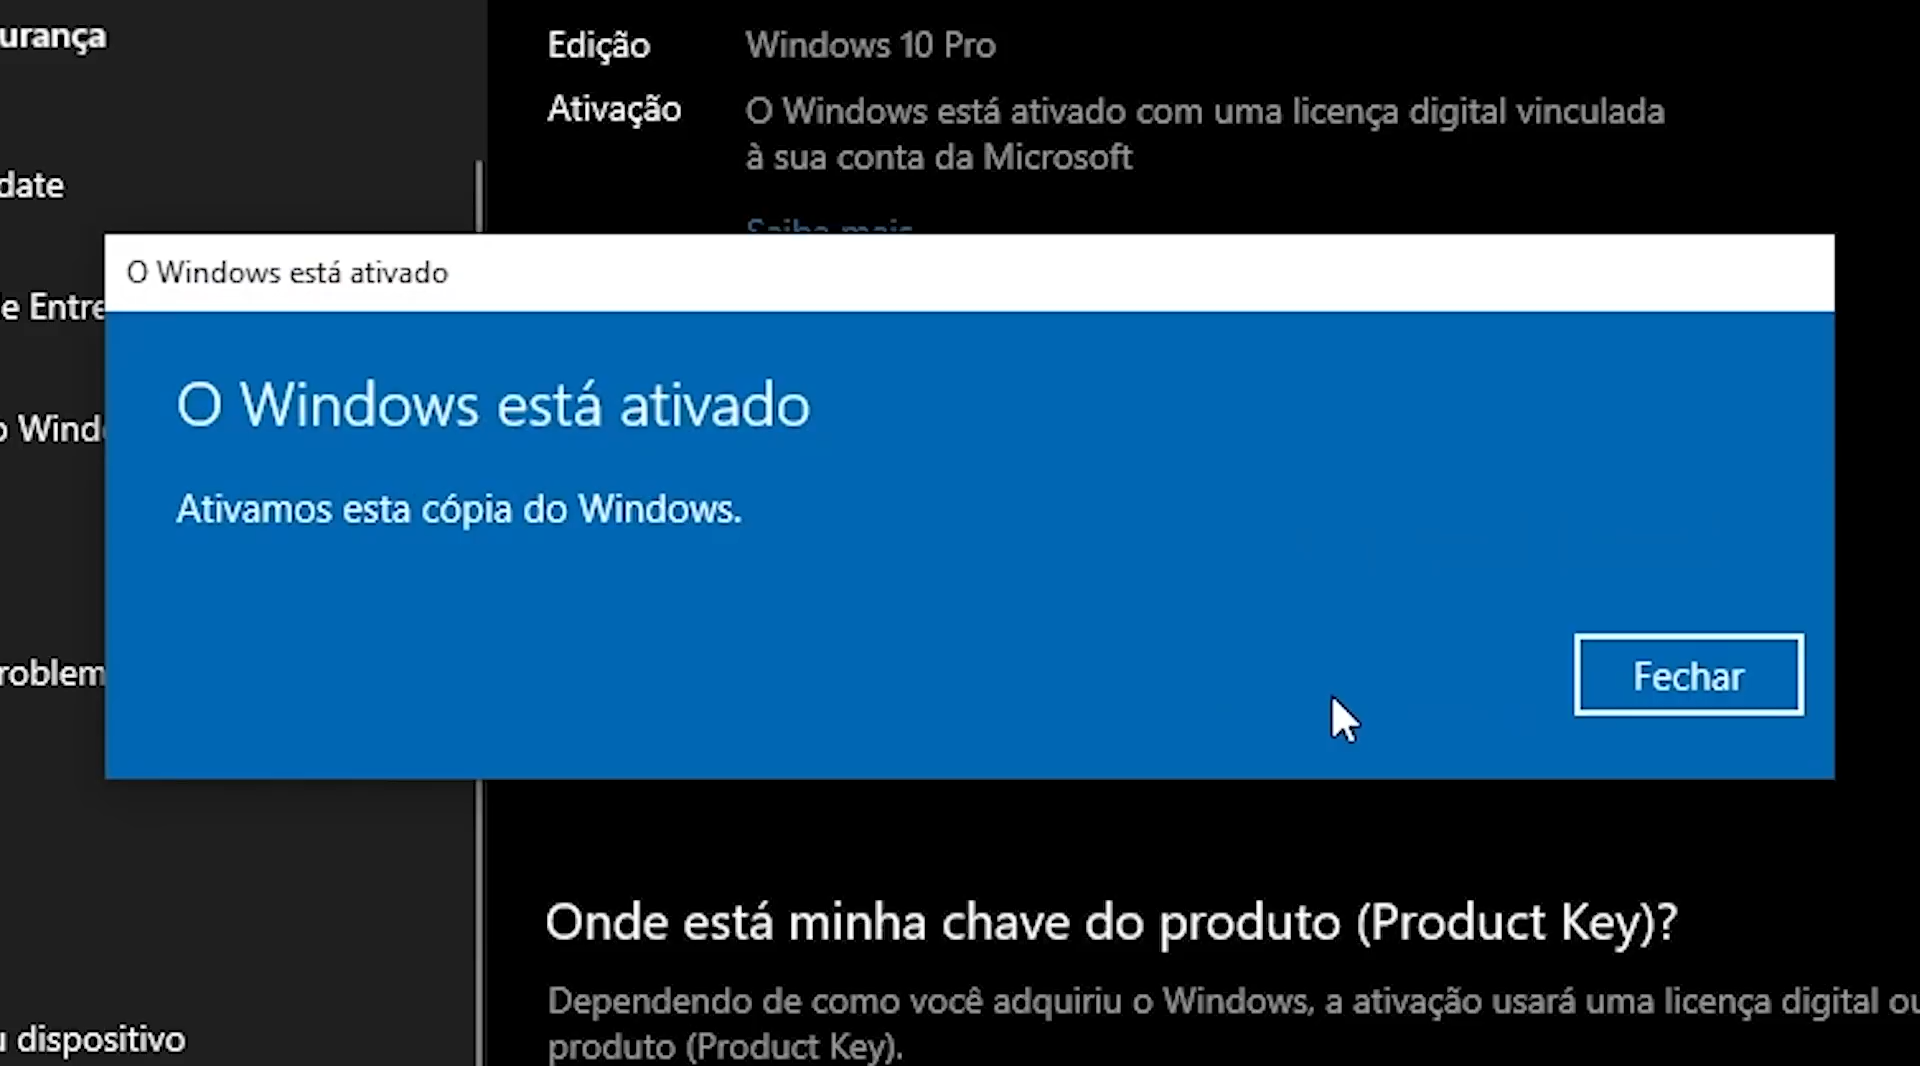 urança
Edição
Windows 10 Pro
Ativação
O Windows está ativado com uma licença digital vinculada
à sua conta da Microsoft
date
Saiba mais
O Windows está ativado
e Entre
O Windows está ativado
o Wind
Ativamos esta cópia do Windows.
roblem
Fechar
Onde está minha chave do produto (Product Key)?
Dependendo de como você adquiriu o Windows, a ativação usará uma licença digital ou
produto (Product Key).
u dispositivo